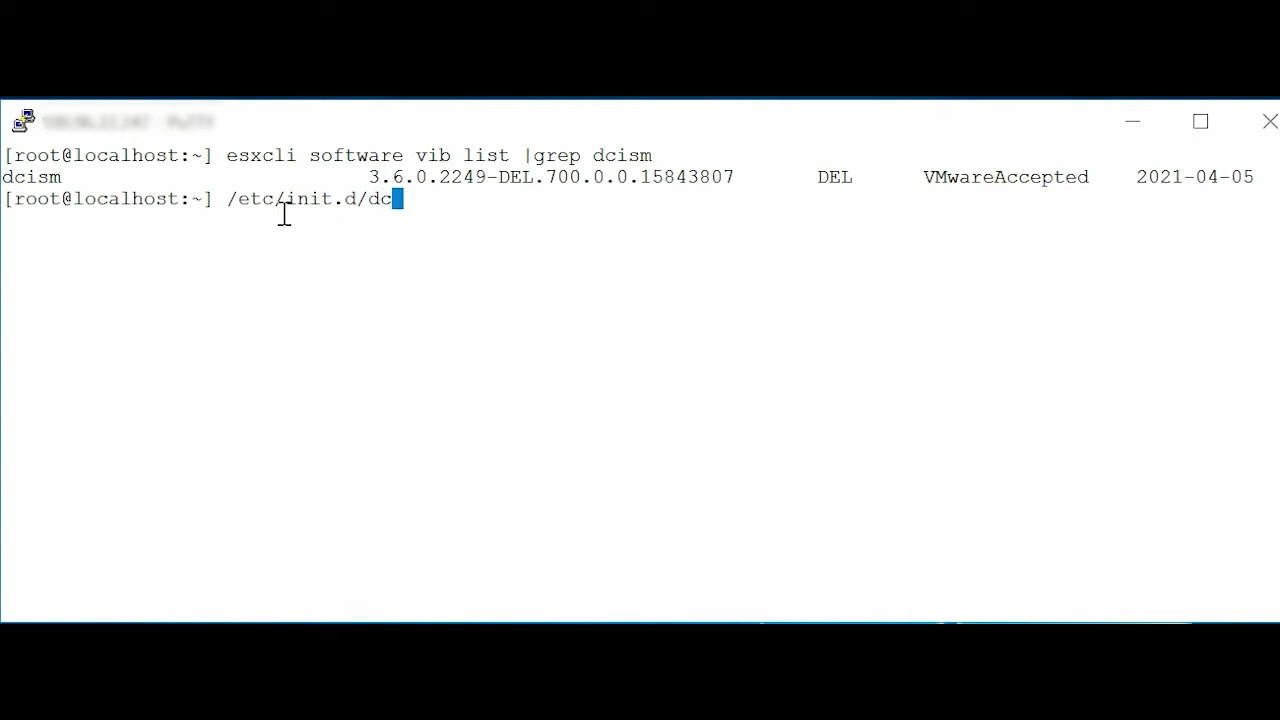 [root@localhost:~] esxcli software vib list |grep dcism
dcism 3.6.0.2249-DEL.700.0.0.15843807 DEL VMwareAccepted 2021-04-05
[root@localhost:~] /etc/init.d/dc